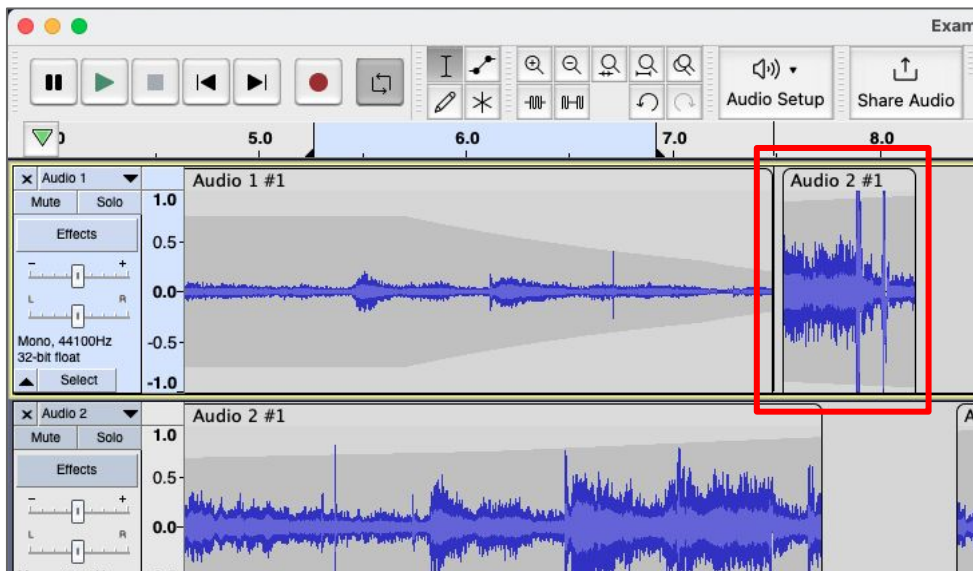 Exam
Audio Setup
Share Audio
5.0 6.0 7.0 8.0
Audio 1
Mute Solo
Effects
- +
L R
Mono, 44100Hz
32-bit float
Select
1.0
0.5-
0.0-
-0.5-
-1.0
Audio 1 #1
Audio 2 #1
Audio 2
Mute Solo
Effects
- +
L R
1.0
0.5-
0.0-
Audio 2 #1
A